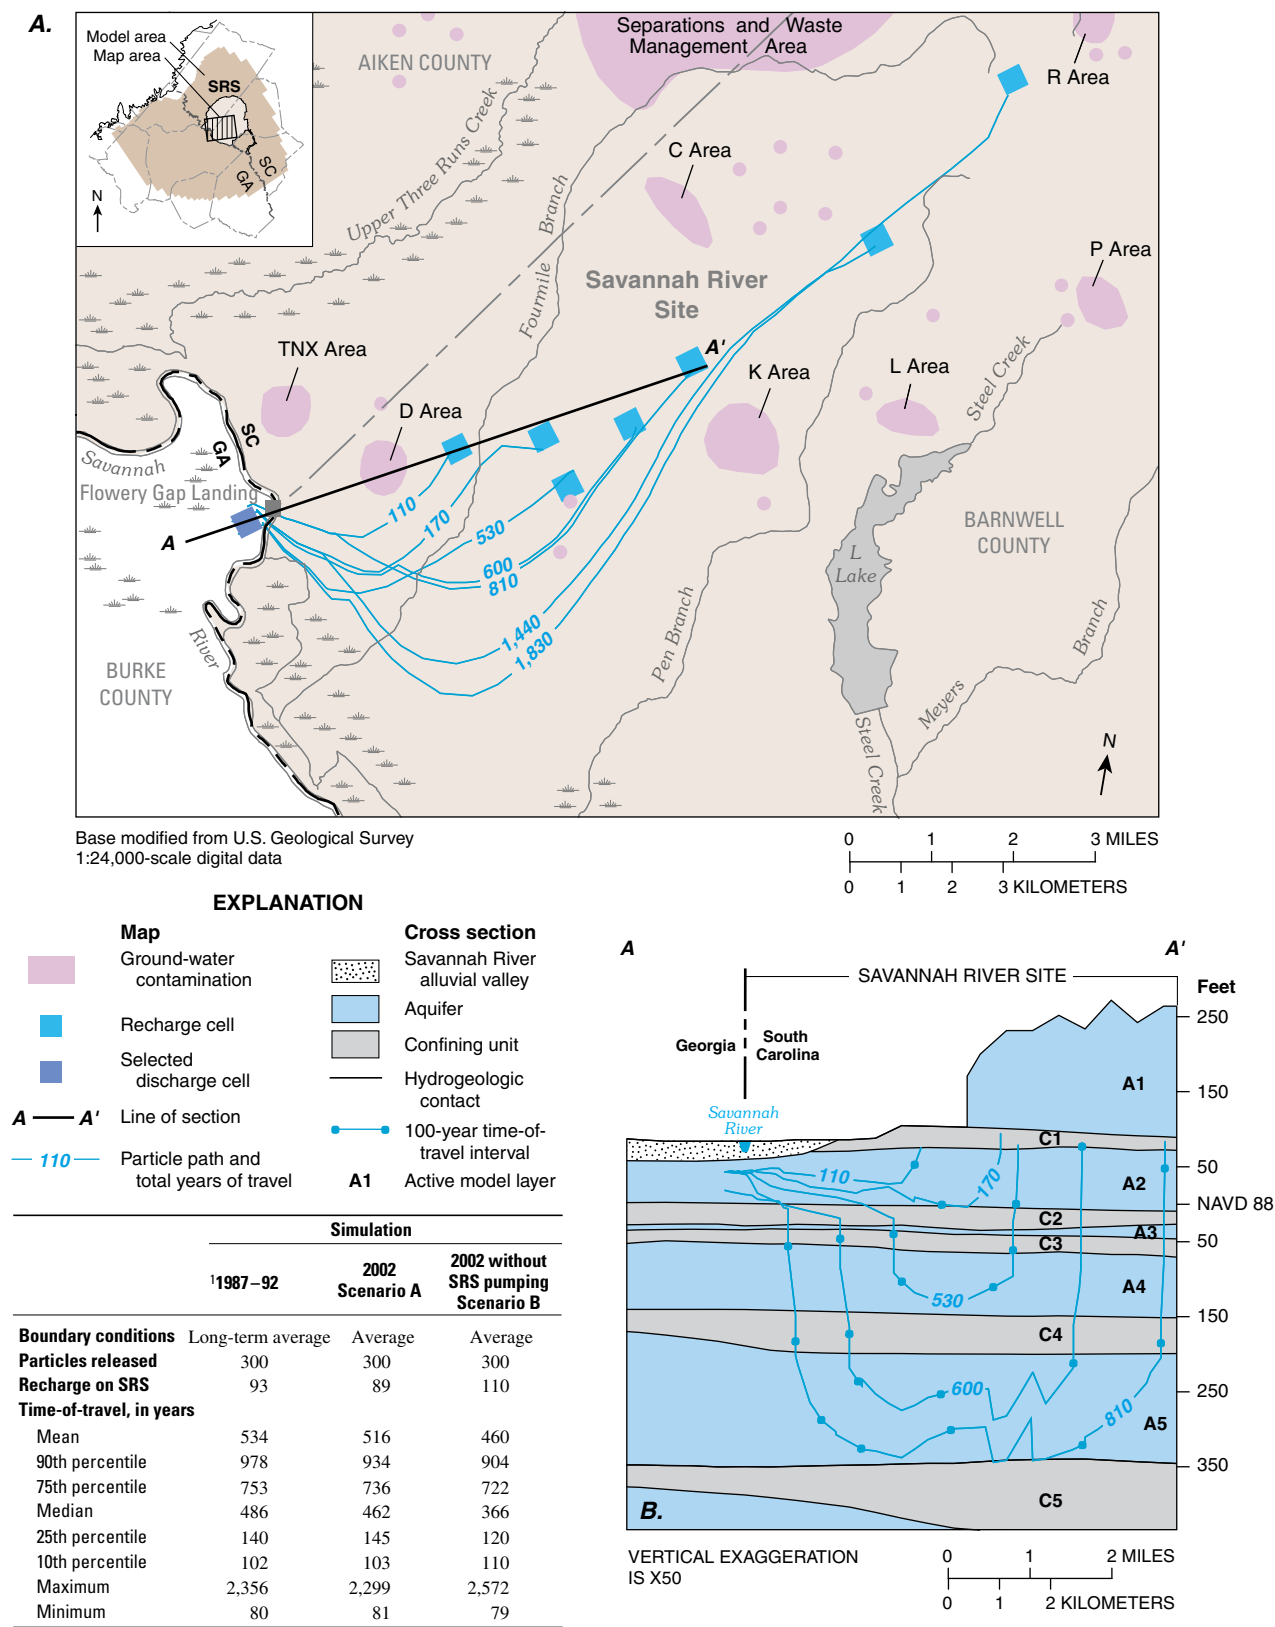 A.
Model area
Map area
SRS
SC
GA
N
AIKEN COUNTY
Separations and Waste
Management Area
R Area
C Area
Upper Three Runs Creek
Fourmile Branch
P Area
Savannah River
Site
TNX Area
A'
K Area
L Area
Steel Creek
D Area
SC
GA
Savannah
Flowery Gap Landing
110
170
530
A
BARNWELL
COUNTY
L
Lake
600
810
1,440
1,830
River
Pen Branch
Branch
BURKE
COUNTY
Meyers
Steel Creek
N
Base modified from U.S. Geological Survey
1:24,000-scale digital data
0 1 2 3 MILES
0 1 2 3 KILOMETERS
EXPLANATION
Map
Ground-water
contamination
Recharge cell
Selected
discharge cell
A A' Line of section
110 Particle path and
total years of travel
Cross section
Savannah River
alluvial valley
Aquifer
Confining unit
Hydrogeologic
contact
100-year time-of-
travel interval
A1 Active model layer
Simulation
11987–92
2002
Scenario A
2002 without
SRS pumping
Scenario B
Boundary conditions Long-term average Average Average
Particles released 300 300 300
Recharge on SRS 93 89 110
Time-of-travel, in years
Mean 534 516 460
90th percentile 978 934 904
75th percentile 753 736 722
Median 486 462 366
25th percentile 140 145 120
10th percentile 102 103 110
Maximum 2,356 2,299 2,572
Minimum 80 81 79
A A'
SAVANNAH RIVER SITE
Feet
250
Georgia
South
Carolina
A1
150
Savannah
River
C1
110
170
A2
50
NAVD 88
C2
A3
C3
50
530
A4
150
C4
600
250
810
A5
350
C5
B.
VERTICAL EXAGGERATION
IS X50
0 1 2 MILES
0 1 2 KILOMETERS